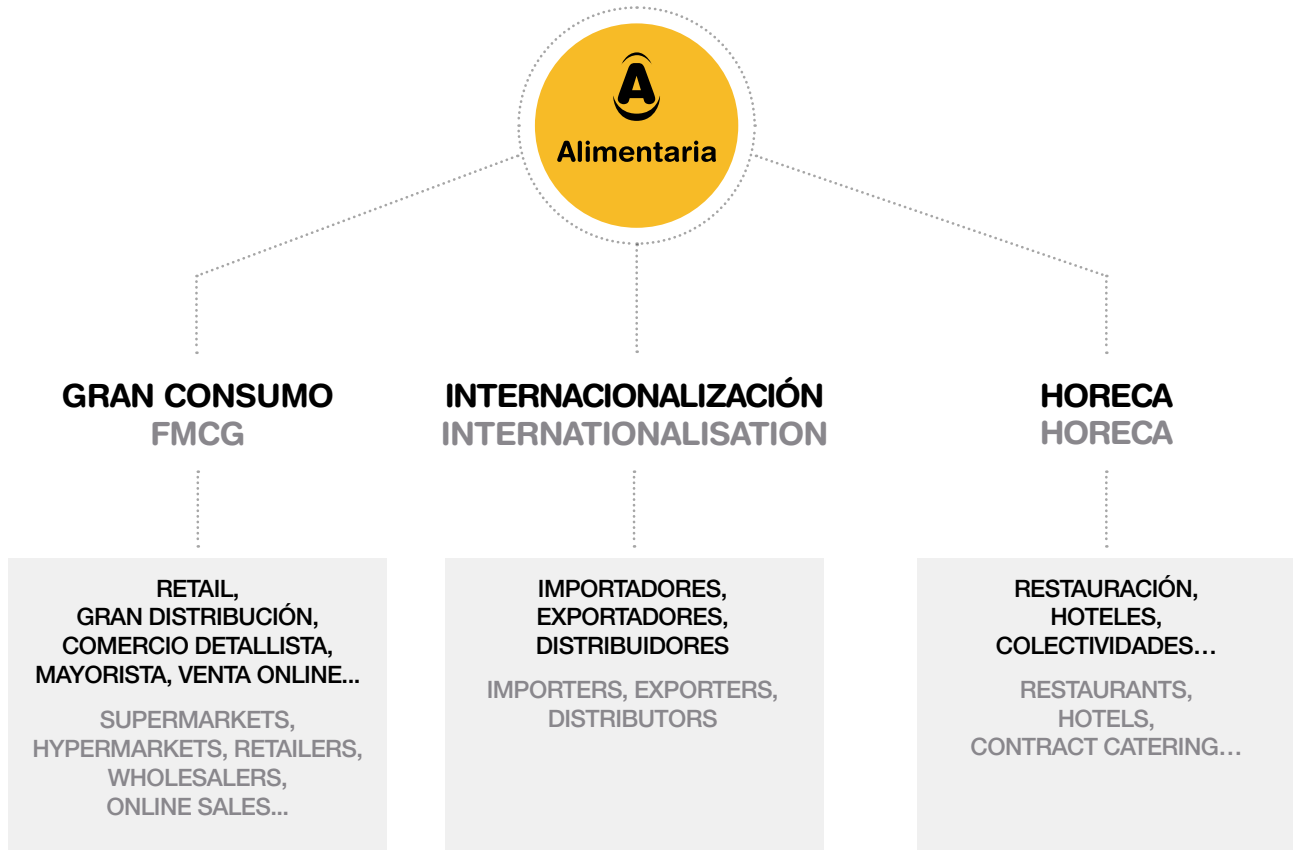 A
Alimentaria
GRAN CONSUMO
FMCG
RETAIL,
GRAN DISTRIBUCIÓN,
COMERCIO DETALLISTA,
MAYORISTA, VENTA ONLINE...
SUPERMARKETS,
HYPERMARKETS, RETAILERS,
WHOLESALERS,
ONLINE SALES...
INTERNACIONALIZACIÓN
INTERNATIONALISATION
IMPORTADORES,
EXPORTADORES,
DISTRIBUIDORES
IMPORTERS, EXPORTERS,
DISTRIBUTORS
HORECA
HORECA
RESTAURACIÓN,
HOTELES,
COLECTIVIDADES…
RESTAURANTS,
HOTELS,
CONTRACT CATERING…